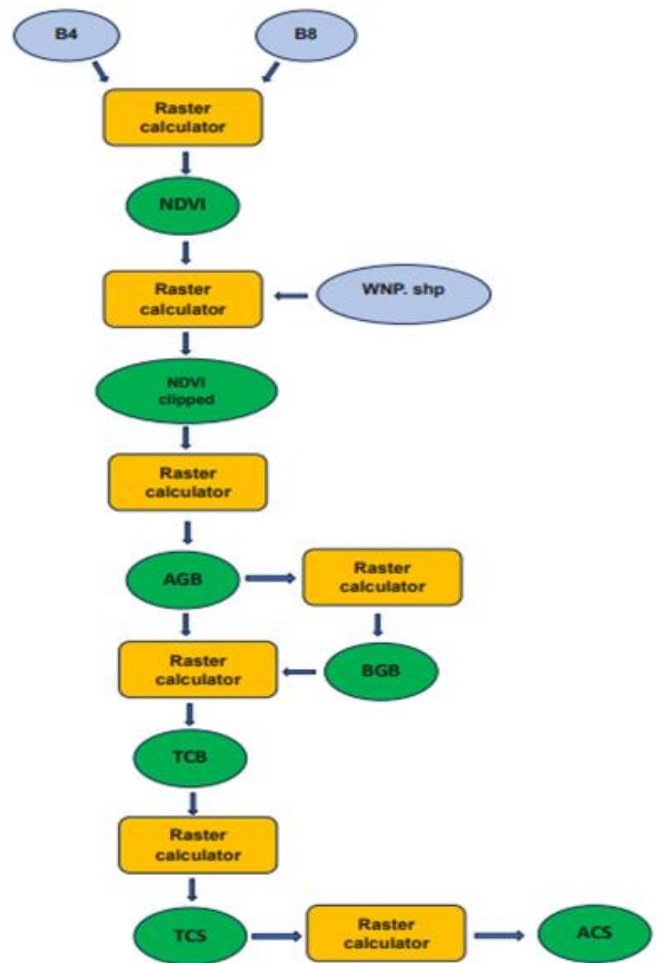 B4
B8
Raster
calculator
NDVI
Raster
calculator
WNP. shp
NDVI
clipped
Raster
calculator
AGB
Raster
calculator
Raster
calculator
BGB
TCB
Raster
calculator
TCS
Raster
calculator
ACS